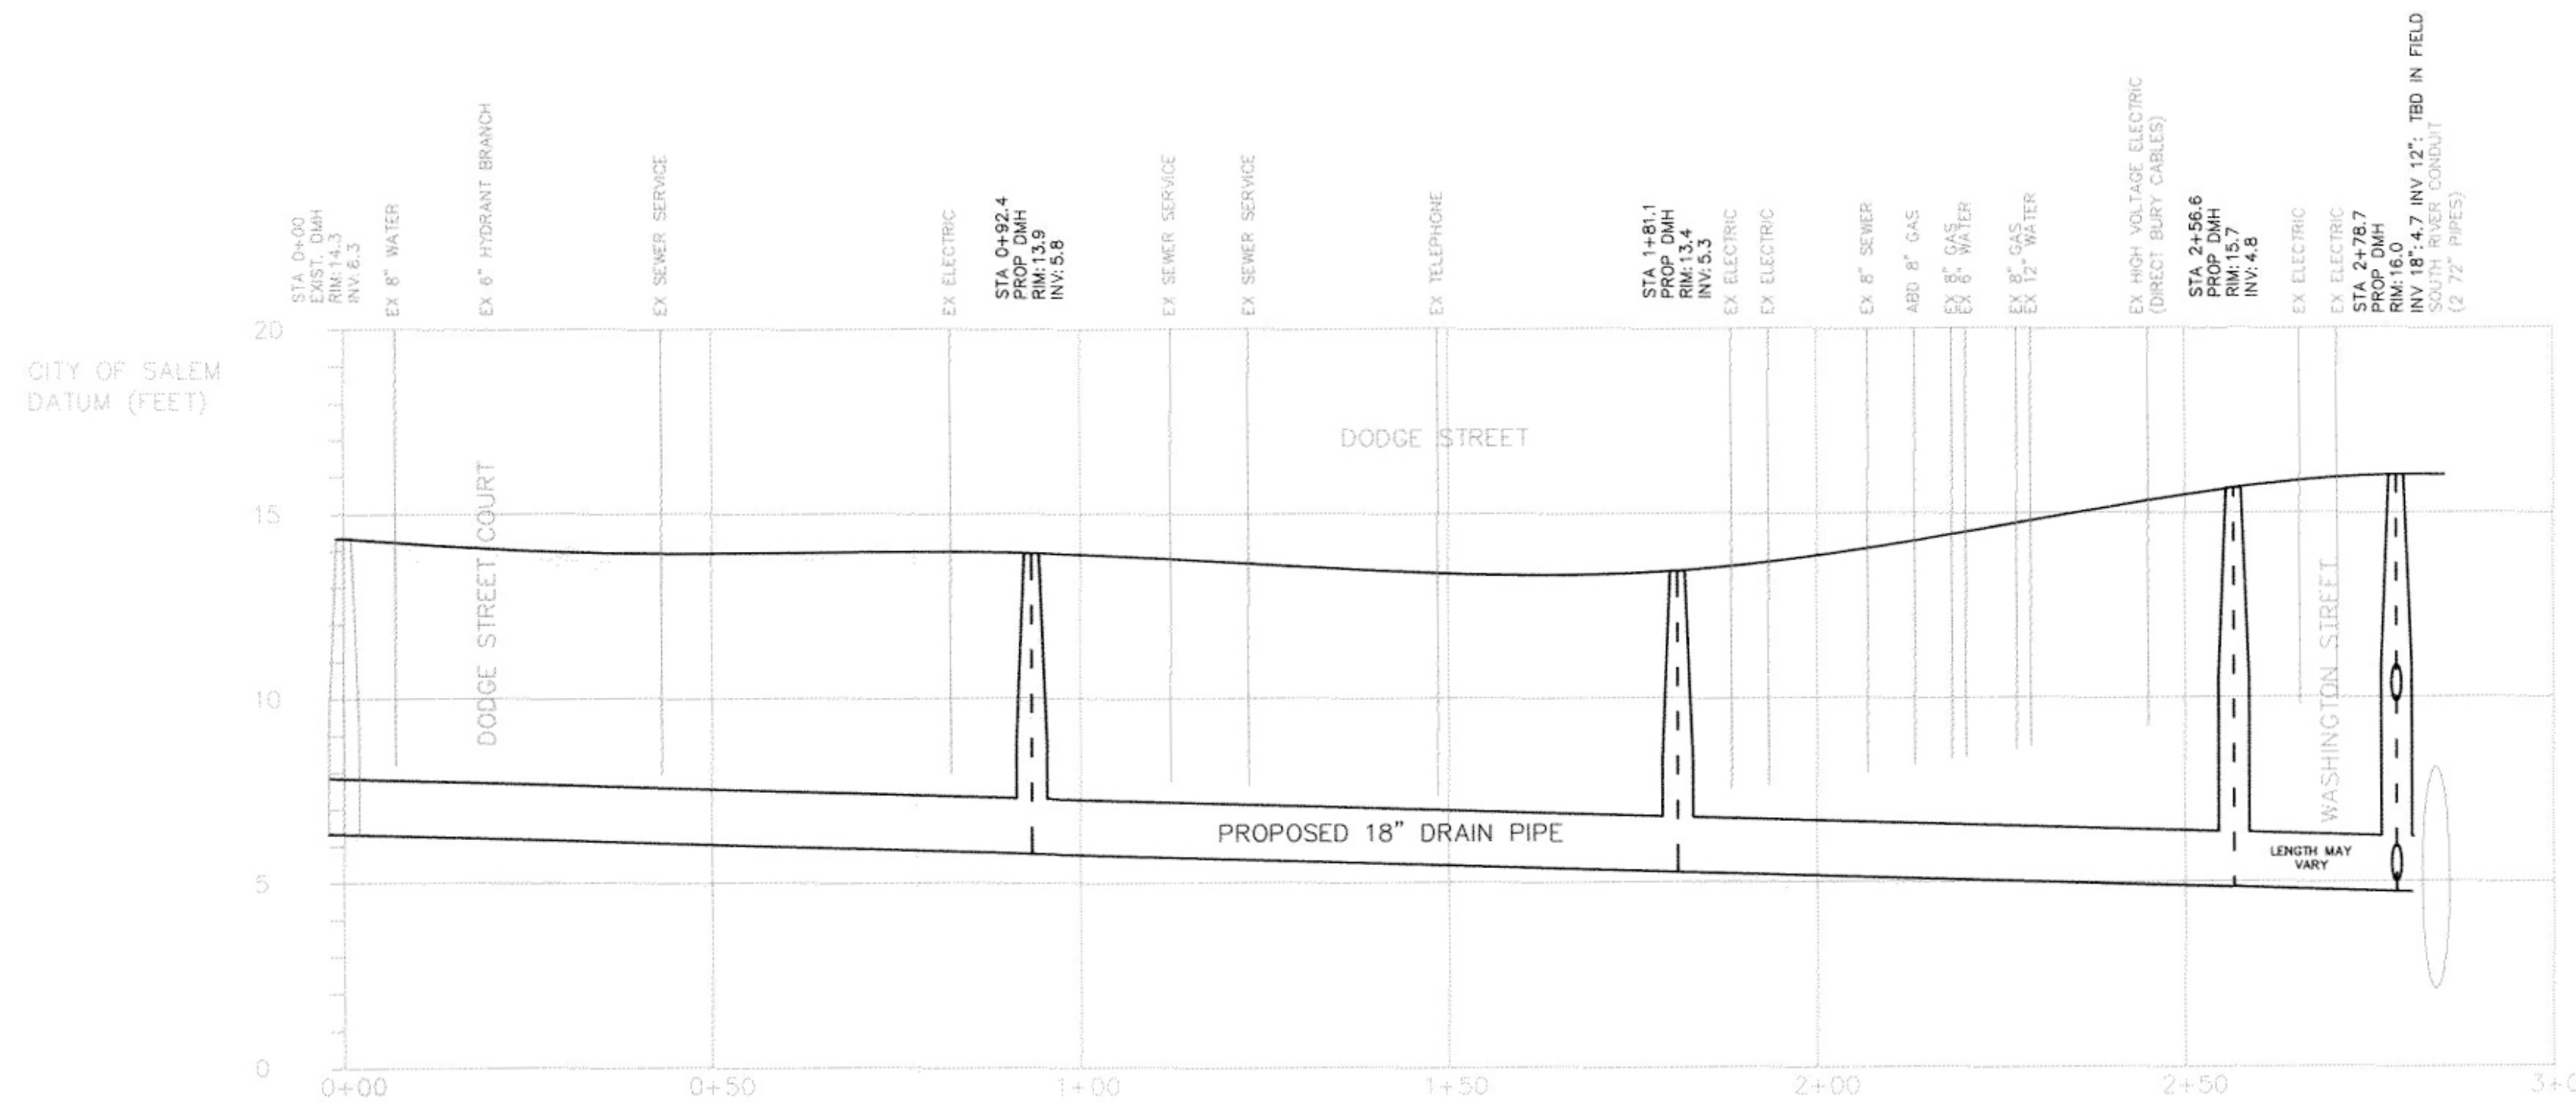 STA 0+00
EXIST. DMH
RIM:14.3
INV: 6.3
EX 8" WATER
EX 6" HYDRANT BRANCH
EX SEWER SERVICE
EX ELECTRIC
STA 0+92.4
PROP DMH
RIM:13.9
INV: 5.8
EX SEWER SERVICE
EX SEWER SERVICE
EX TELEPHONE
STA 1+81.1
PROP DMH
RIM:13.4
INV: 5.3
EX ELECTRIC
EX ELECTRIC
EX 8" SEWER
ABD 8" GAS
EX 8" GAS
EX 6" WATER
EX 8" GAS
EX 12" WATER
EX HIGH VOLTAGE ELECTRIC
(DIRECT BURY CABLES)
STA 2+56.6
PROP DMH
RIM:15.7
INV: 4.8
EX ELECTRIC
EX ELECTRIC
STA 2+78.7
PROP DMH
RIM: 16.0
INV 18": 4.7 INV 12": TBD IN FIELD
SOUTH RIVER CONDUIT
(2 72" PIPES)
20
CITY OF SALEM
DATUM (FEET)
DODGE STREET
15
DODGE STREET COURT
WASHINGTON STREET
10
PROPOSED 18" DRAIN PIPE
LENGTH MAY
VARY
5
0
0+00
0+50
1+00
1+50
2+00
2+50